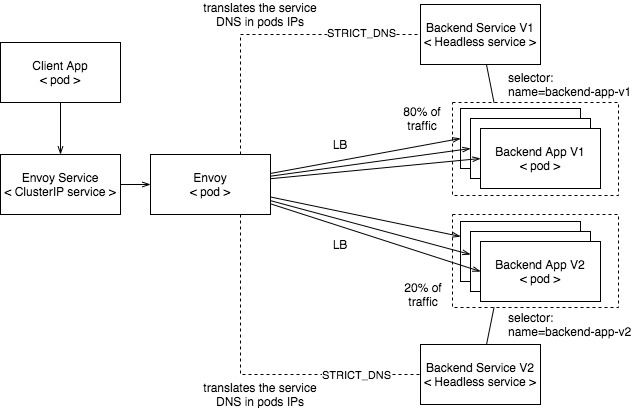 translates the service
DNS in pods IPs
STRICT_DNS
Backend Service V1
< Headless service >
Client App
< pod >
selector:
name=backend-app-v1
80% of
traffic
LB
Backend App V1
< pod >
Envoy Service
< ClusterIP service >
Envoy
< pod >
LB
Backend App V2
< pod >
20% of
traffic
selector:
name=backend-app-v2
STRICT_DNS
Backend Service V2
< Headless service >
translates the service
DNS in pods IPs